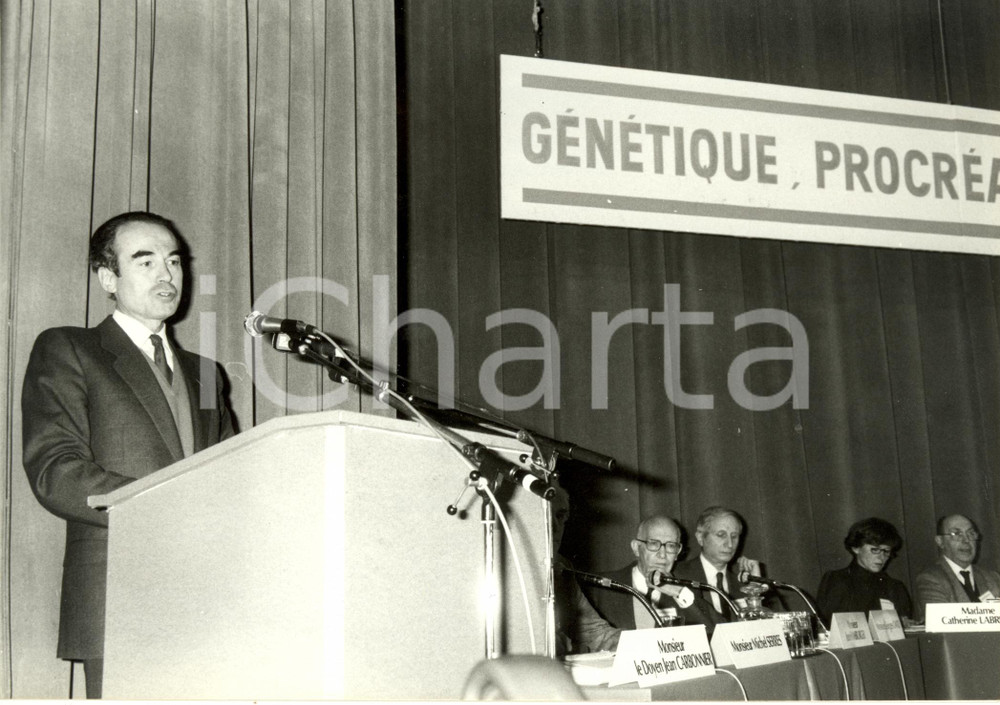 GÉNÉTIQUE, PROCRÉA
iCharta
Monsieur
le Doyen Jean CARBONNIER
Monsieur Michel SERRES
Madame
Catherine LABR